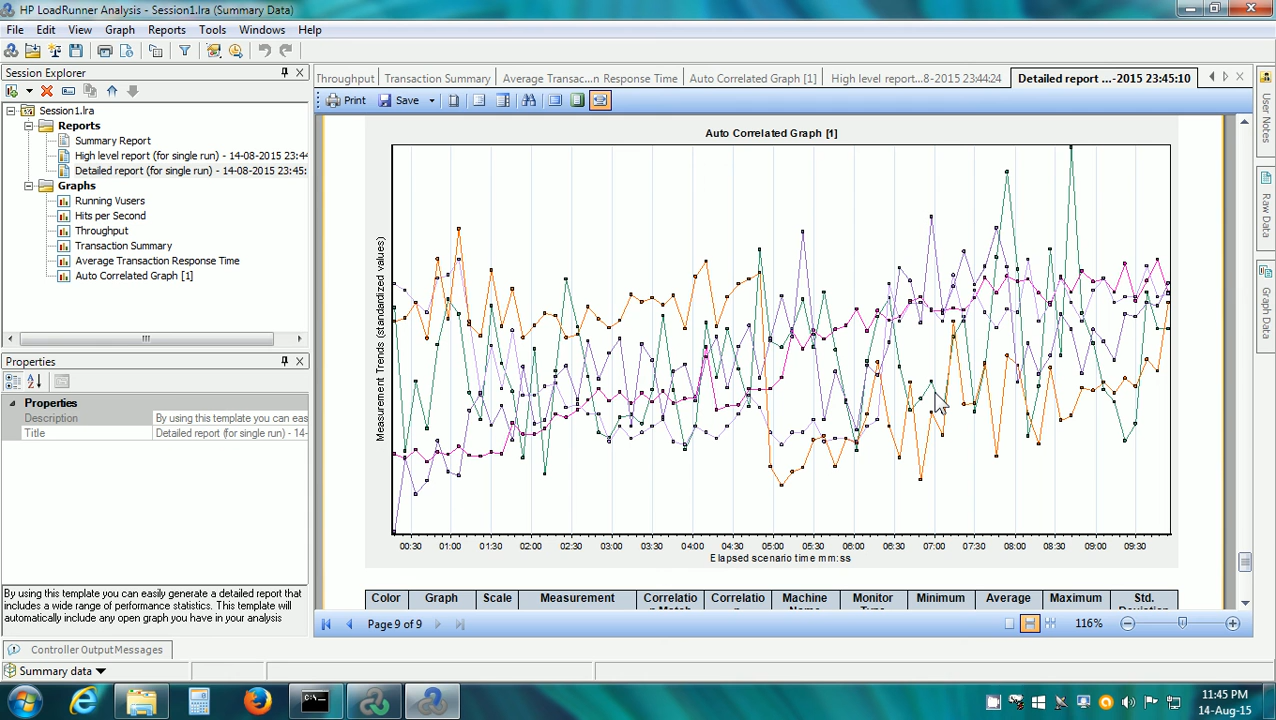 HP LoadRunner Analysis - Session1.lra (Summary Data)
File Edit View Graph Reports Tools Windows Help
Session Explorer
Session1.lra
Reports
Summary Report
High level report (for single run) - 14-08-2015 23:44
Detailed report (for single run) - 14-08-2015 23:45:
Graphs
Running Vusers
Hits per Second
Throughput
Transaction Summary
Average Transaction Response Time
Auto Correlated Graph [1]
Properties
Properties
Description By using this template you can eas
Title Detailed report (for single run) - 14-
By using this template you can easily generate a detailed report that
includes a wide range of performance statistics. This template will
automatically include any open graph you have in your analysis
Throughput Transaction Summary Average Transac...n Response Time Auto Correlated Graph [1] High level report...8-2015 23:44:24 Detailed report ...-2015 23:45:10
Print Save
Auto Correlated Graph [1]
Measurement Trends (standardized values)
00:30 01:00 01:30 02:00 02:30 03:00 03:30 04:00 04:30 05:00 05:30 06:00 06:30 07:00 07:30 08:00 08:30 09:00 09:30
Elapsed scenario time mm:ss
Color Graph Scale Measurement Correlatio Correlatio Machine Monitor Minimum Average Maximum Std.
Page 9 of 9
116%
User Notes
Raw Data
Graph Data
Controller Output Messages
Summary data
C:\
11:45 PM
14-Aug-15